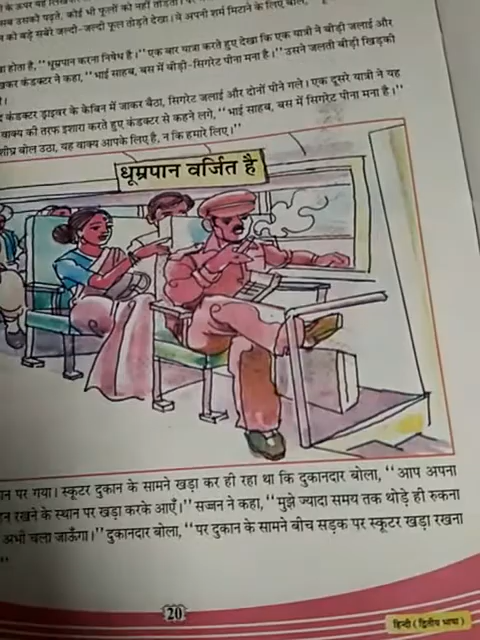 सब उसको पढ़ते, कोई भी फूलों को नहीं तोड़ता।
को बड़े सबेरे जल्दी-जल्दी फूल तोड़ते देखा। वे अपनी शर्म मिटाने के लिए बोले,
होता है, “धूम्रपान करना निषेध है।” एक बार यात्रा करते हुए देखा कि एक यात्री ने बीड़ी जलाई और
कंडक्टर ने कहा, “भाई साहब, बस में बीड़ी-सिगरेट पीना मना है।” उसने जलती बीड़ी खिड़की
कंडक्टर ड्राइवर के केबिन में जाकर बैठा, सिगरेट जलाई और दोनों पीने लगे। एक दूसरे यात्री ने यह
वाक्य की तरफ इशारा करते हुए कंडक्टर से कहने लगे, “भाई साहब, बस में सिगरेट पीना मना है।”
शीघ्र बोल उठा, यह वाक्य आपके लिए है, न कि हमारे लिए।”
धूम्रपान वर्जित है
पर गया। स्कूटर दुकान के सामने खड़ा कर ही रहा था कि दुकानदार बोला, “आप अपना
रखने के स्थान पर खड़ा करके आएँ।” सज्जन ने कहा, “मुझे ज्यादा समय तक थोड़े ही रुकना
अभी चला जाऊँगा।” दुकानदार बोला, “पर दुकान के सामने बीच सड़क पर स्कूटर खड़ा रखना
”
20
हिन्दी (द्वितीय भाषा)